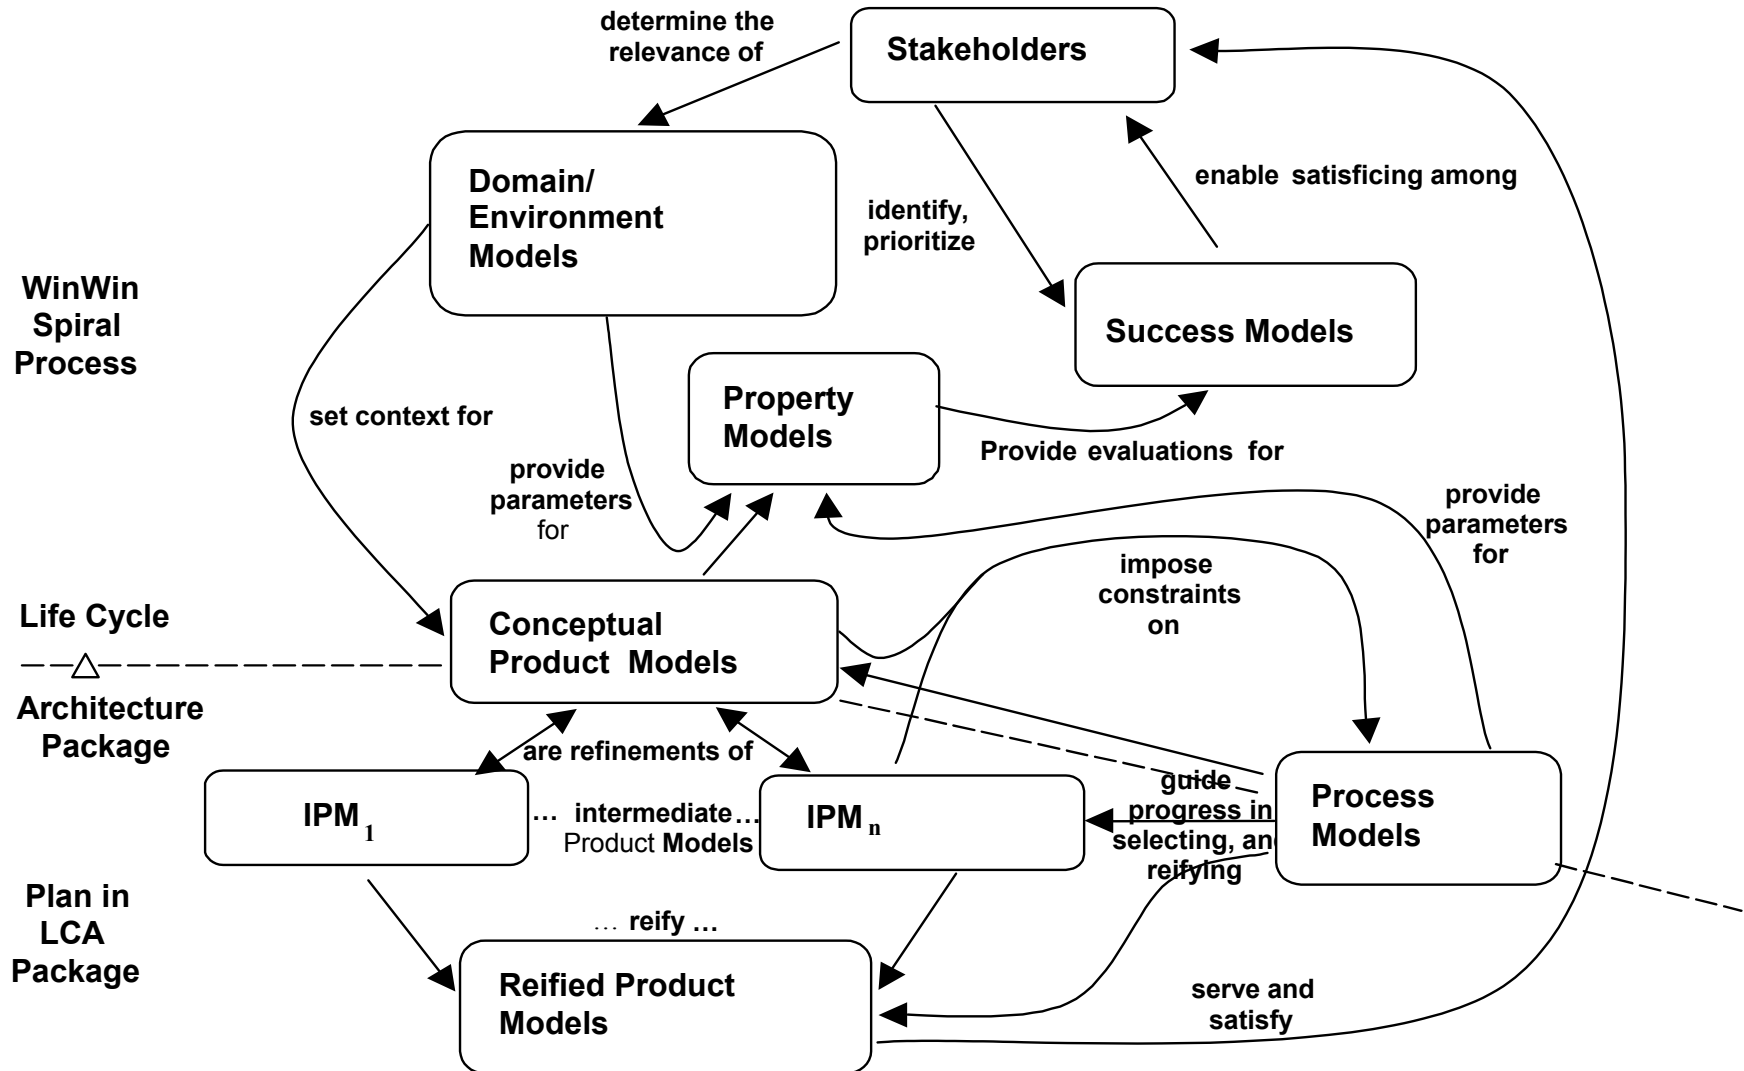 determine the
relevance of
Stakeholders
Domain/
Environment
Models
enable satisficing among
identify,
prioritize
WinWin
Spiral
Process
Success Models
Property
Models
set context for
Provide evaluations for
provide
parameters
for
provide
parameters
for
impose
constraints
on
Life Cycle
Conceptual
Product Models
Architecture
Package
are refinements of
IPM 1
... intermediate ...
Product Models
IPM n
guide
progress in
selecting, and
reifying
Process
Models
Plan in
LCA
Package
... reify ...
Reified Product
Models
serve and
satisfy